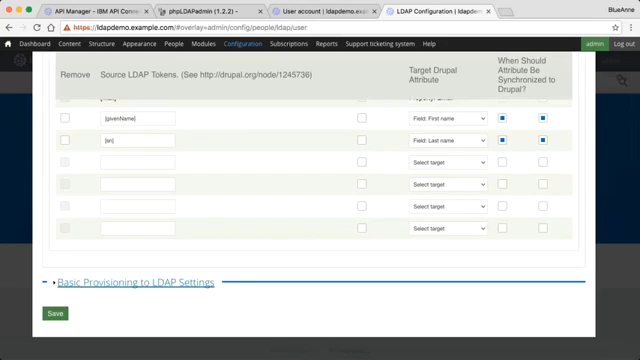 API Manager - IBM API Conne
phpLDAPadmin (1.2.2) -
User account | ldapdemo.exam
LDAP Configuration | ldapdem
BlueAnne
https://ldapdemo.example.com/#overlay=admin/config/people/ldap/user
Dashboard Content Structure Appearance People Modules Configuration Reports Support ticketing system Help admin Log out
Remove
Source LDAP Tokens. (See http://drupal.org/node/1245736)
Target Drupal
Attribute
When Should
Attribute Be
Synchronized to
Drupal?
[givenName] Field: First name
[sn] Field: Last name
Select target
Select target
Select target
Select target
Basic Provisioning to LDAP Settings
Save